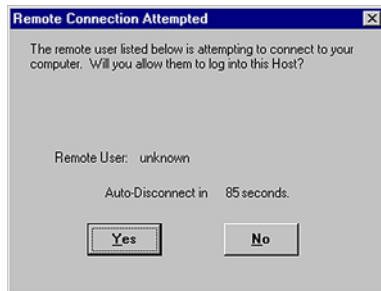 Remote Connection Attempted
The remote user listed below is attempting to connect to your
computer. Will you allow them to log into this Host?
Remote User: unknown
Auto-Disconnect in 85 seconds.
Yes No